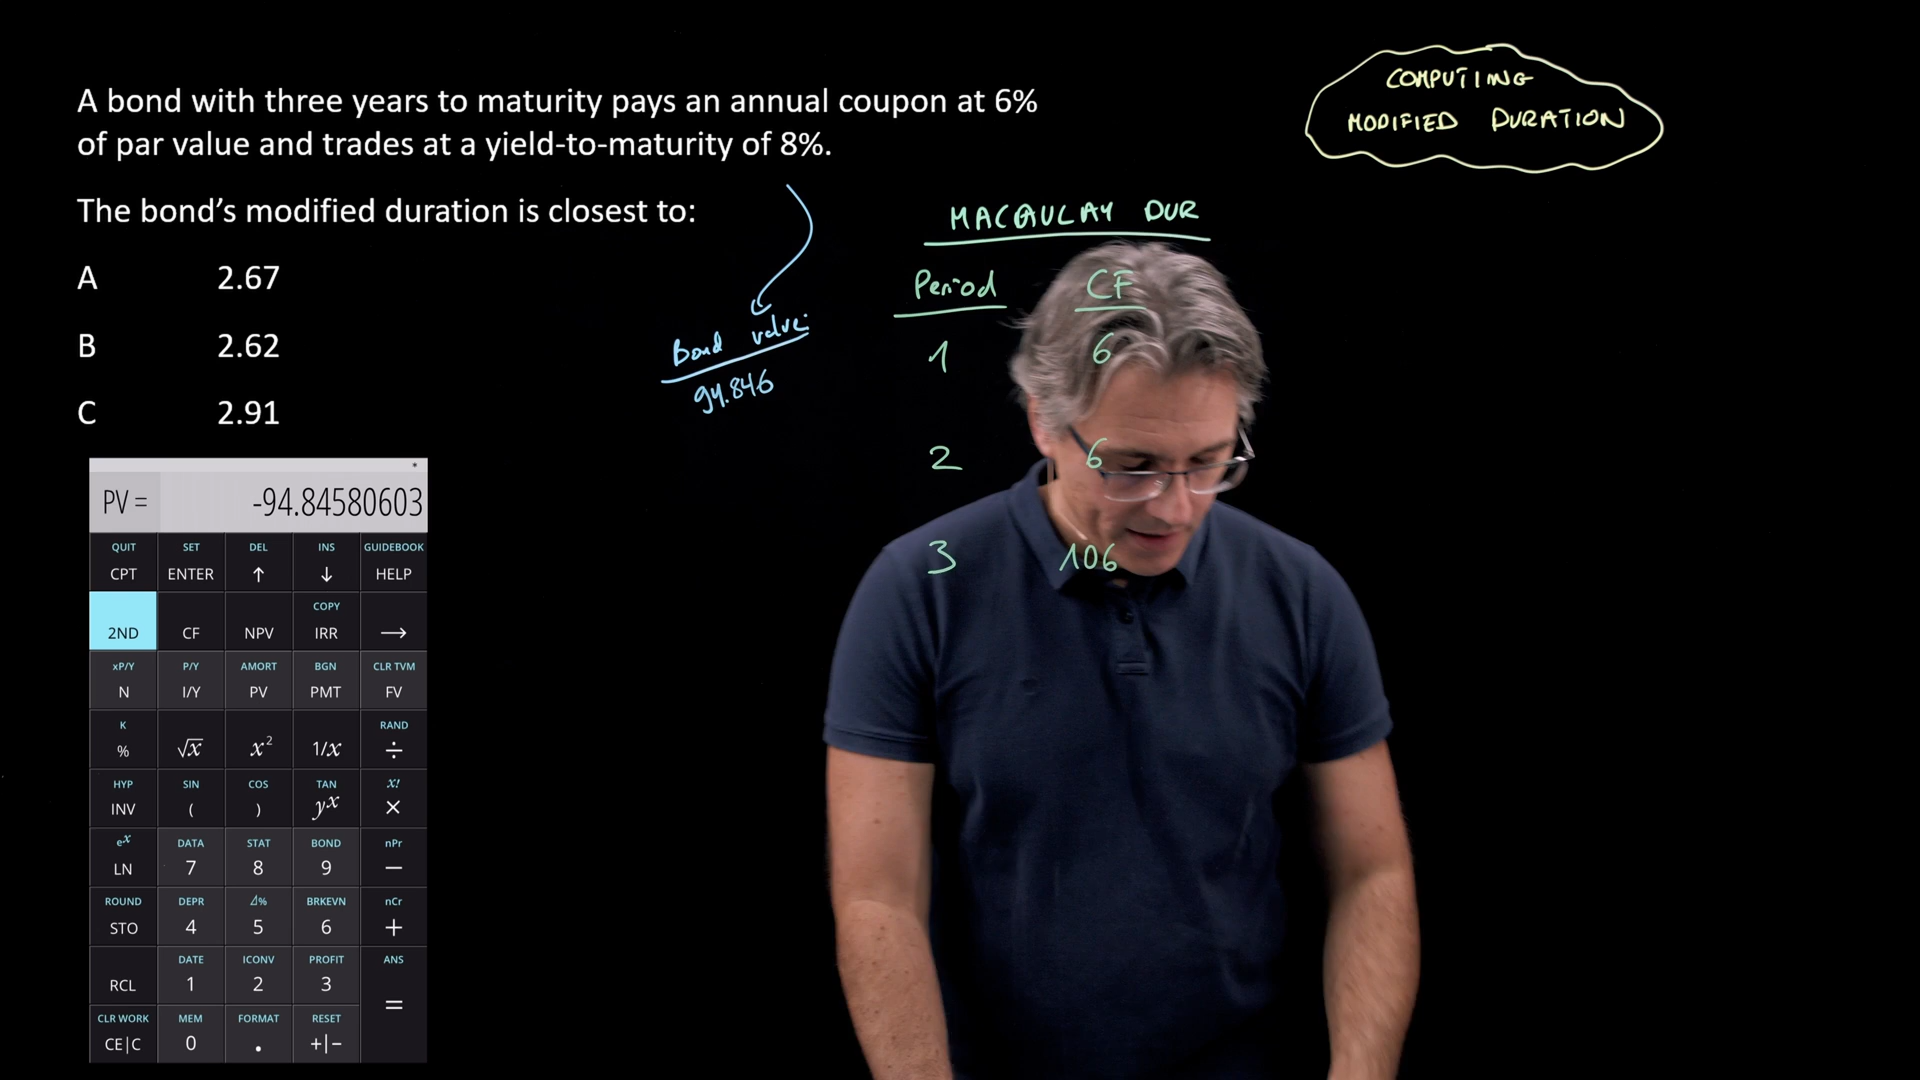 A bond with three years to maturity pays an annual coupon at 6%
of par value and trades at a yield-to-maturity of 8%.
The bond's modified duration is closest to:
A 2.67
B 2.62
C 2.91
COMPUTING
MODIFIED DURATION
Bond value:
94.846
MACAULAY DUR
Period CF
1 6
2 6
3 106
PV = -94.84580603
QUIT SET DEL INS GUIDEBOOK
CPT ENTER ↑ ↓ HELP
COPY
2ND CF NPV IRR →
xP/Y P/Y AMORT BGN CLR TVM
N I/Y PV PMT FV
K RAND
% √x x² 1/x ÷
HYP SIN COS TAN x!
INV ( ) yˣ ×
eˣ DATA STAT BOND nPr
LN 7 8 9 −
ROUND DEPR Δ% BRKEVN nCr
STO 4 5 6 +
DATE ICONV PROFIT ANS
RCL 1 2 3 =
CLR WORK MEM FORMAT RESET
CE|C 0 . +|−